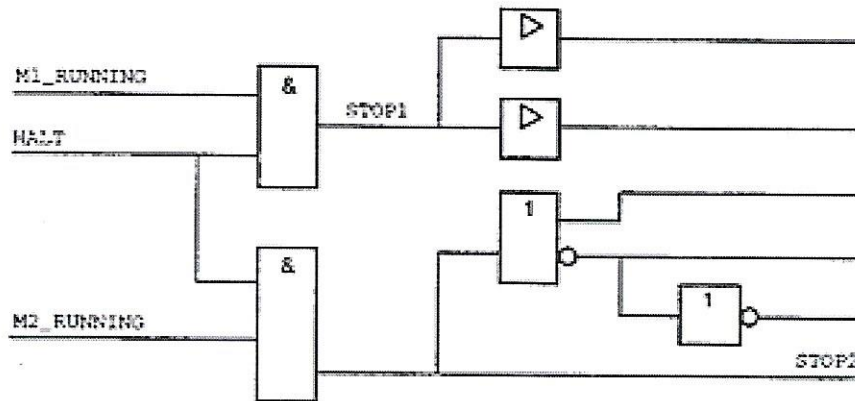 M1_RUNNING
&
STOP1
HALT
1
&
1
M2_RUNNING
STOP2